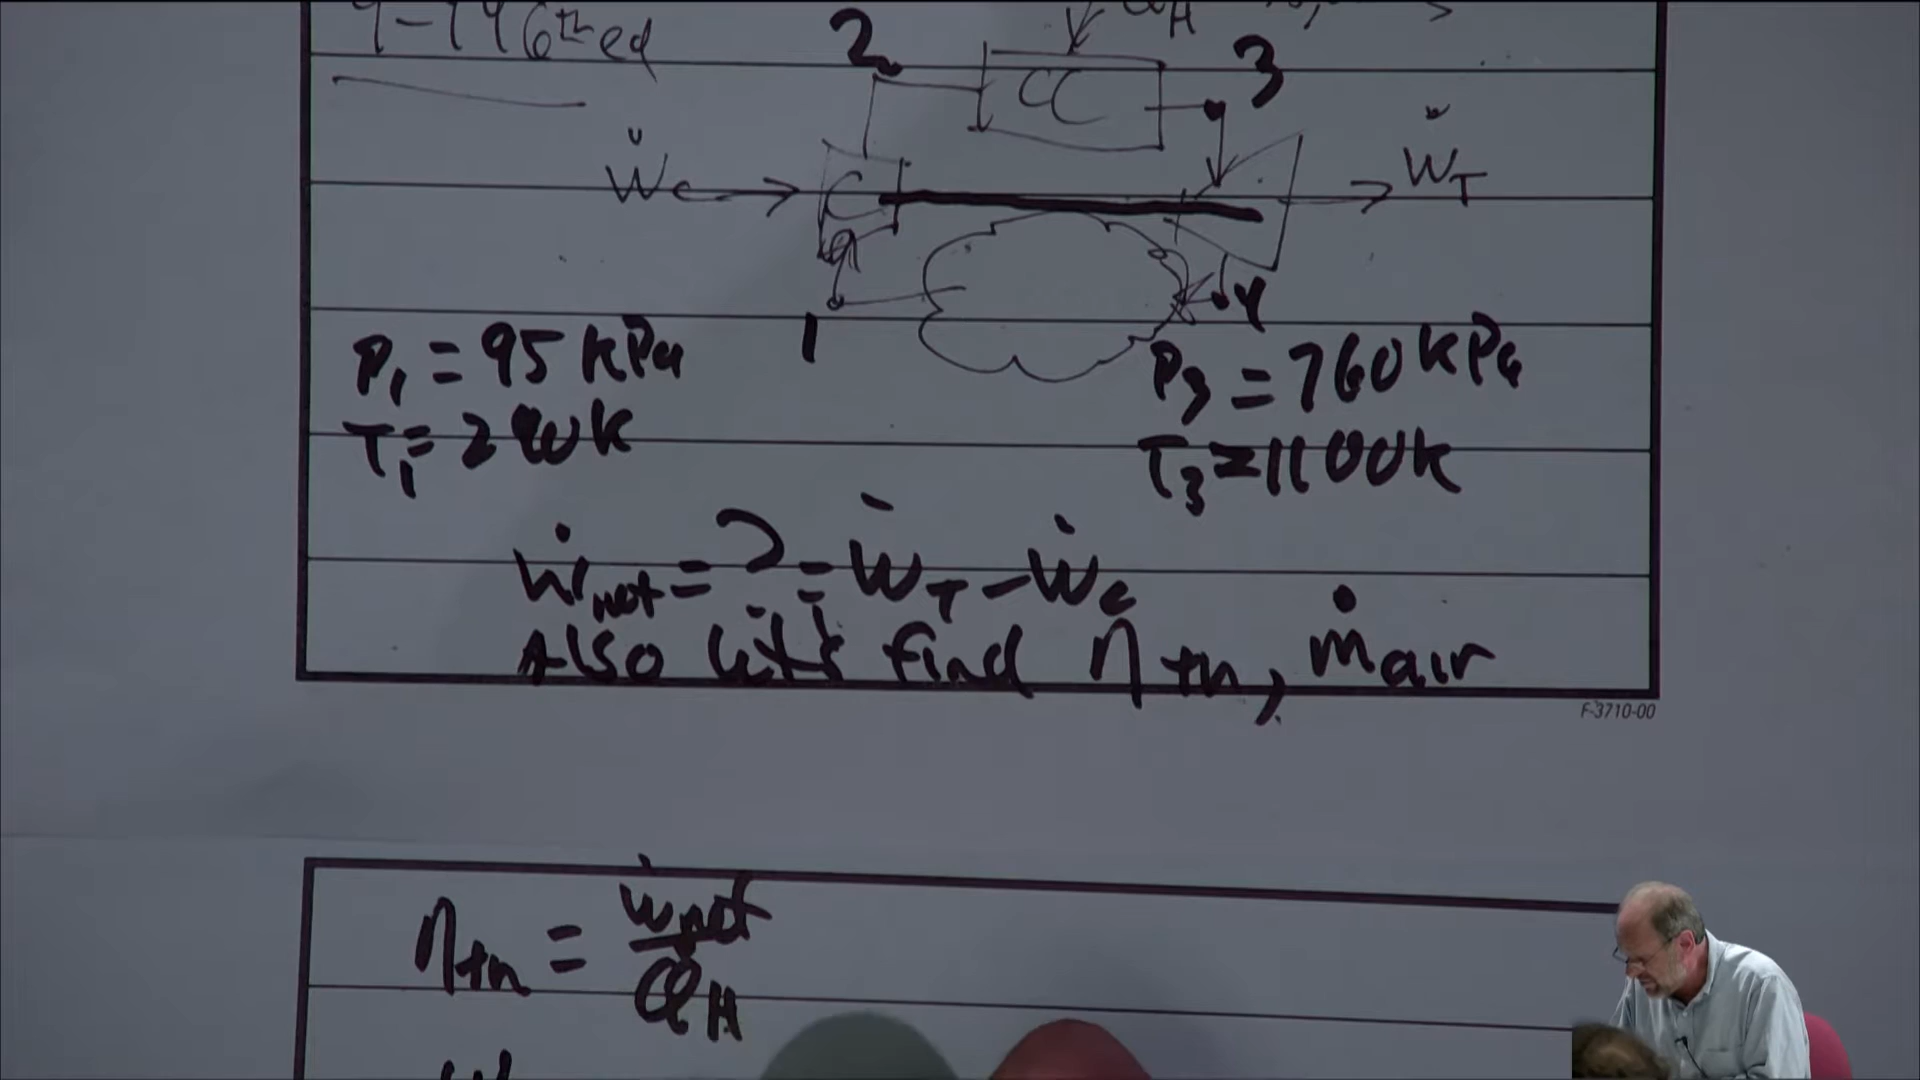 9-19 6th ed
2
CC
3
Ẇc
C
ẆT
1
4
P1 = 95 kPa
P3 = 760 kPa
T1 = 290K
T3 = 1100K
Ẇnet = ? = ẆT - Ẇc
Also let's find ηth, ṁair
F-3710-00
ηth = Ẇnet / Q̇H